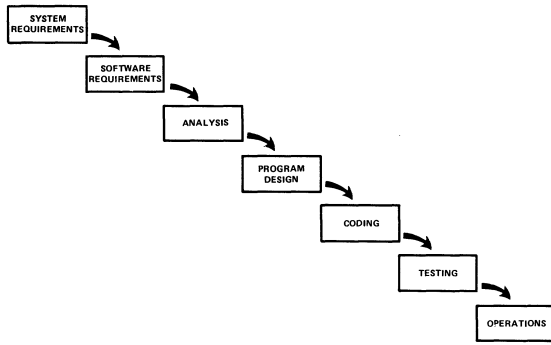 SYSTEM
REQUIREMENTS
SOFTWARE
REQUIREMENTS
ANALYSIS
PROGRAM
DESIGN
CODING
TESTING
OPERATIONS